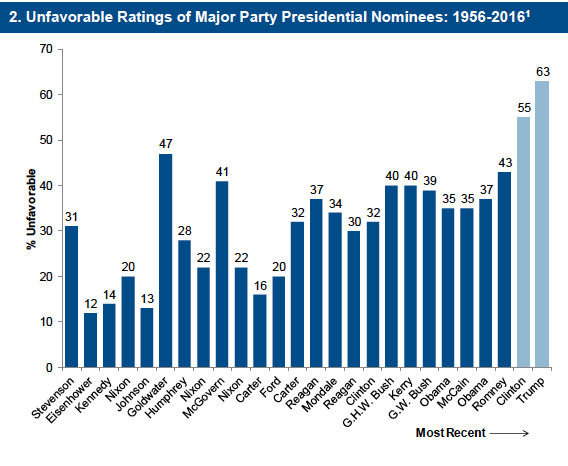 2. Unfavorable Ratings of Major Party Presidential Nominees: 1956-2016¹
% Unfavorable
70
60
50
40
30
20
10
0
31
12
14
20
13
47
28
22
41
22
16
20
32
37
34
30
32
40
40
39
35
35
37
43
55
63
Stevenson
Eisenhower
Kennedy
Nixon
Johnson
Goldwater
Humphrey
Nixon
McGovern
Nixon
Carter
Ford
Carter
Reagan
Mondale
Reagan
Clinton
G.H.W. Bush
Kerry
G.W. Bush
Obama
McCain
Obama
Romney
Clinton
Trump
Most Recent